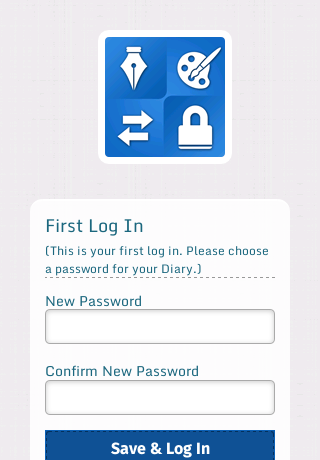 First Log In
(This is your first log in. Please choose
a password for your Diary.)
New Password
Confirm New Password
Save & Log In